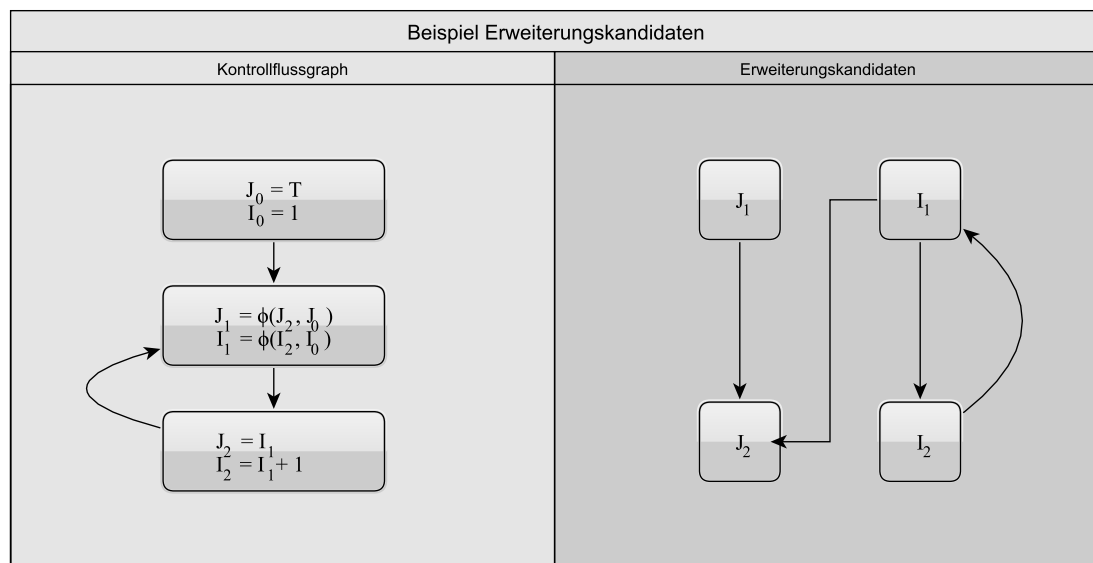 Beispiel Erweiterungskandidaten
Kontrollflussgraph
Erweiterungskandidaten
J₀ = T
I₀ = 1
J₁ = ϕ(J₂, J₀)
I₁ = ϕ(I₂, I₀)
J₂ = I₁
I₂ = I₁ + 1
J₁
I₁
J₂
I₂